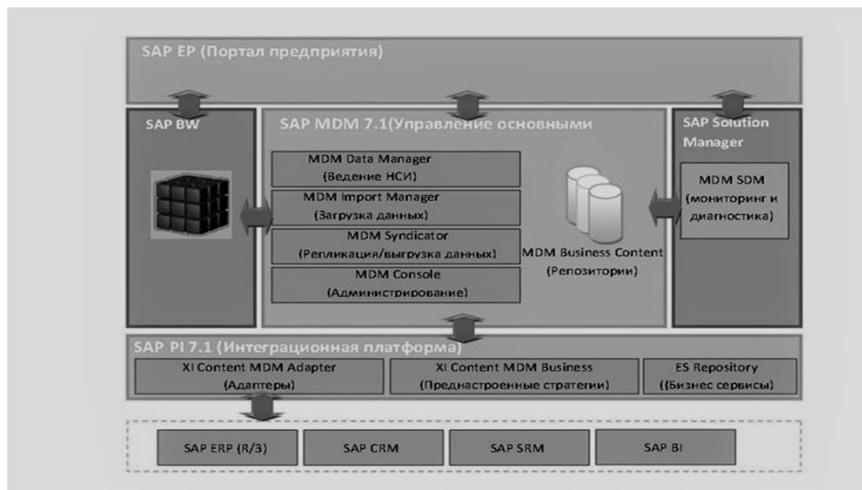 SAP EP (Портал предприятия)
SAP BW
SAP MDM 7.1(Управление основными
MDM Data Manager
(Ведение НСИ)
MDM Import Manager
(Загрузка данных)
MDM Syndicator
(Репликация/выгрузка данных)
MDM Console
(Администрирование)
MDM Business Content
(Репозитории)
SAP Solution
Manager
MDM SDM
(мониторинг и
диагностика)
SAP PI 7.1 (Интеграционная платформа)
XI Content MDM Adapter
(Адаптеры)
XI Content MDM Business
(Преднастроенные стратегии)
ES Repository
((Бизнес сервисы)
SAP ERP (R/3)
SAP CRM
SAP SRM
SAP BI